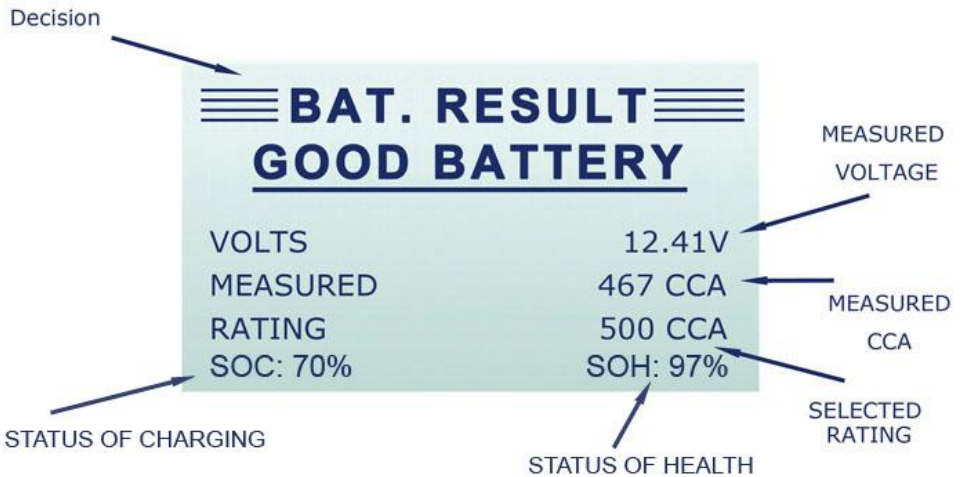 Decision
BAT. RESULT
GOOD BATTERY
MEASURED
VOLTAGE
VOLTS 12.41V
MEASURED 467 CCA
MEASURED
CCA
RATING 500 CCA
SOC: 70% SOH: 97%
SELECTED
RATING
STATUS OF CHARGING
STATUS OF HEALTH